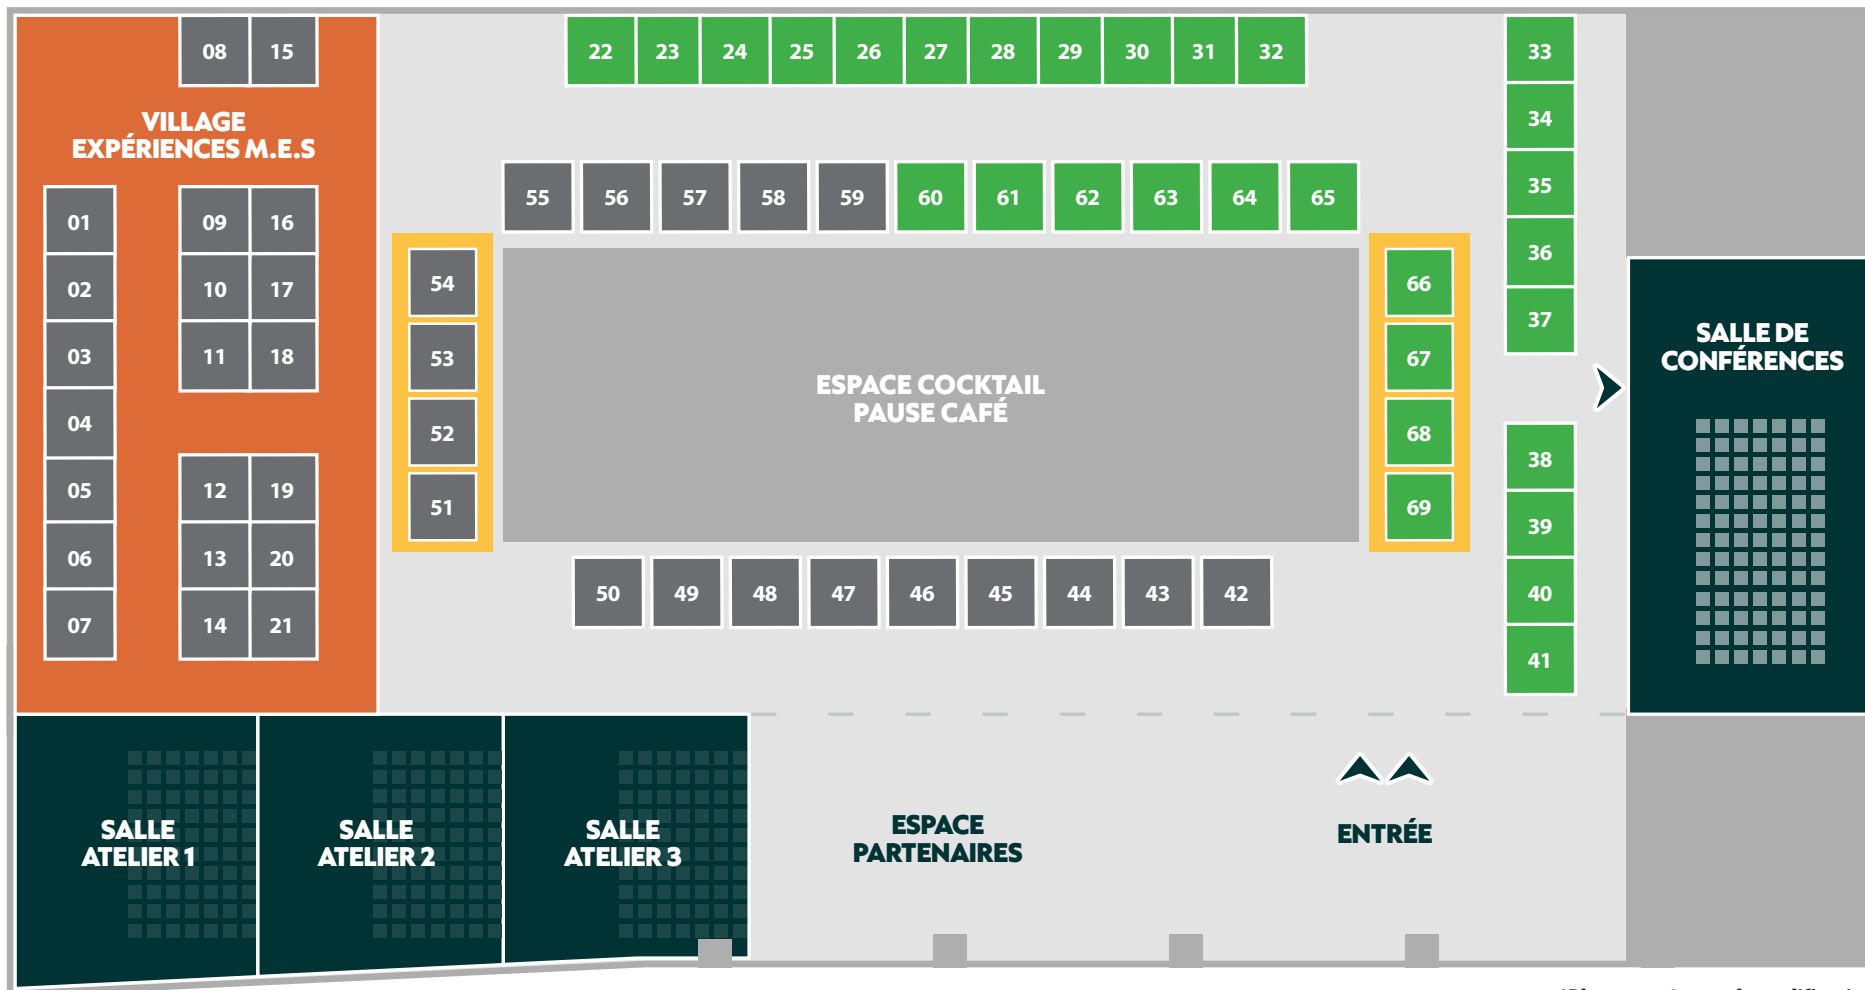 08 15
22 23 24 25 26 27 28 29 30 31 32
33
34
35
36
37
VILLAGE
EXPÉRIENCES M.E.S
01
02
03
04
05
06
07
09 16
10 17
11 18
12 19
13 20
14 21
55 56 57 58 59 60 61 62 63 64 65
54
53
52
51
ESPACE COCKTAIL
PAUSE CAFÉ
66
67
68
69
SALLE DE
CONFÉRENCES
38
39
40
41
50 49 48 47 46 45 44 43 42
SALLE
ATELIER 1
SALLE
ATELIER 2
SALLE
ATELIER 3
ESPACE
PARTENAIRES
ENTRÉE